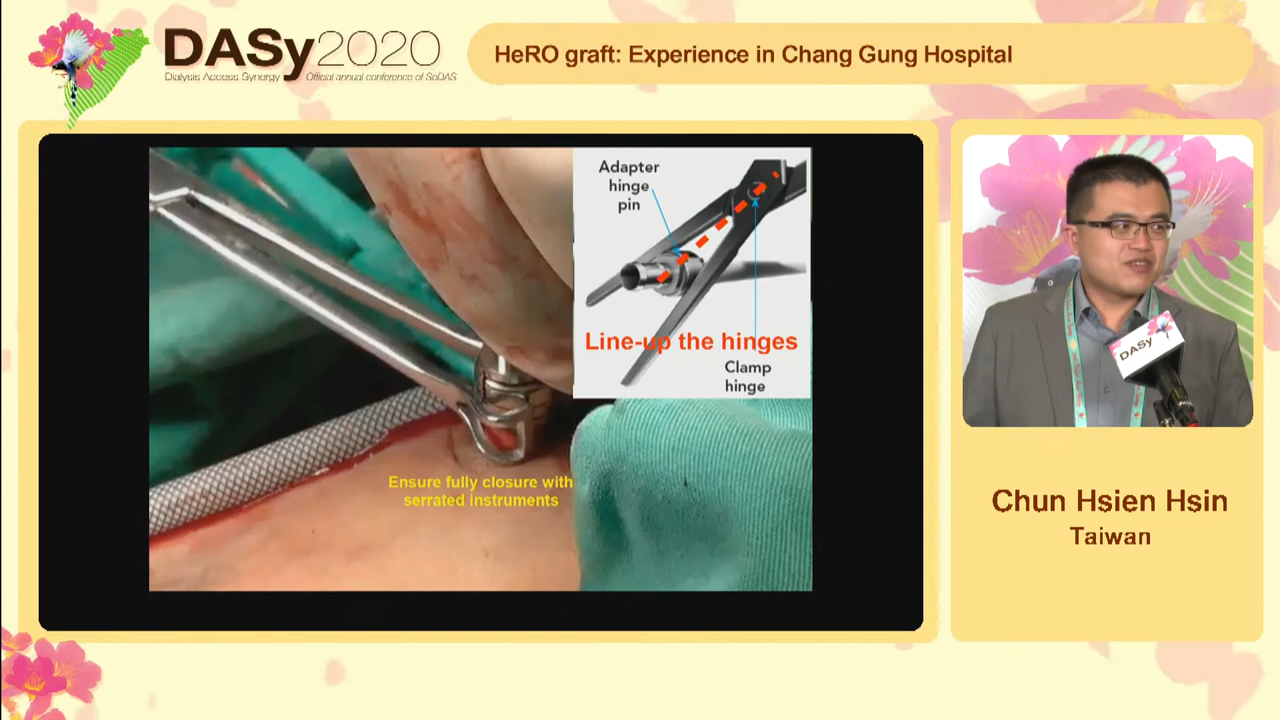 DASy2020
Dialysis Access Synergy Official annual conference of SoDAS
HeRO graft: Experience in Chang Gung Hospital
Adapter
hinge
pin
Line-up the hinges
Clamp
hinge
Ensure fully closure with
serrated instruments
DASy
Chun Hsien Hsin
Taiwan